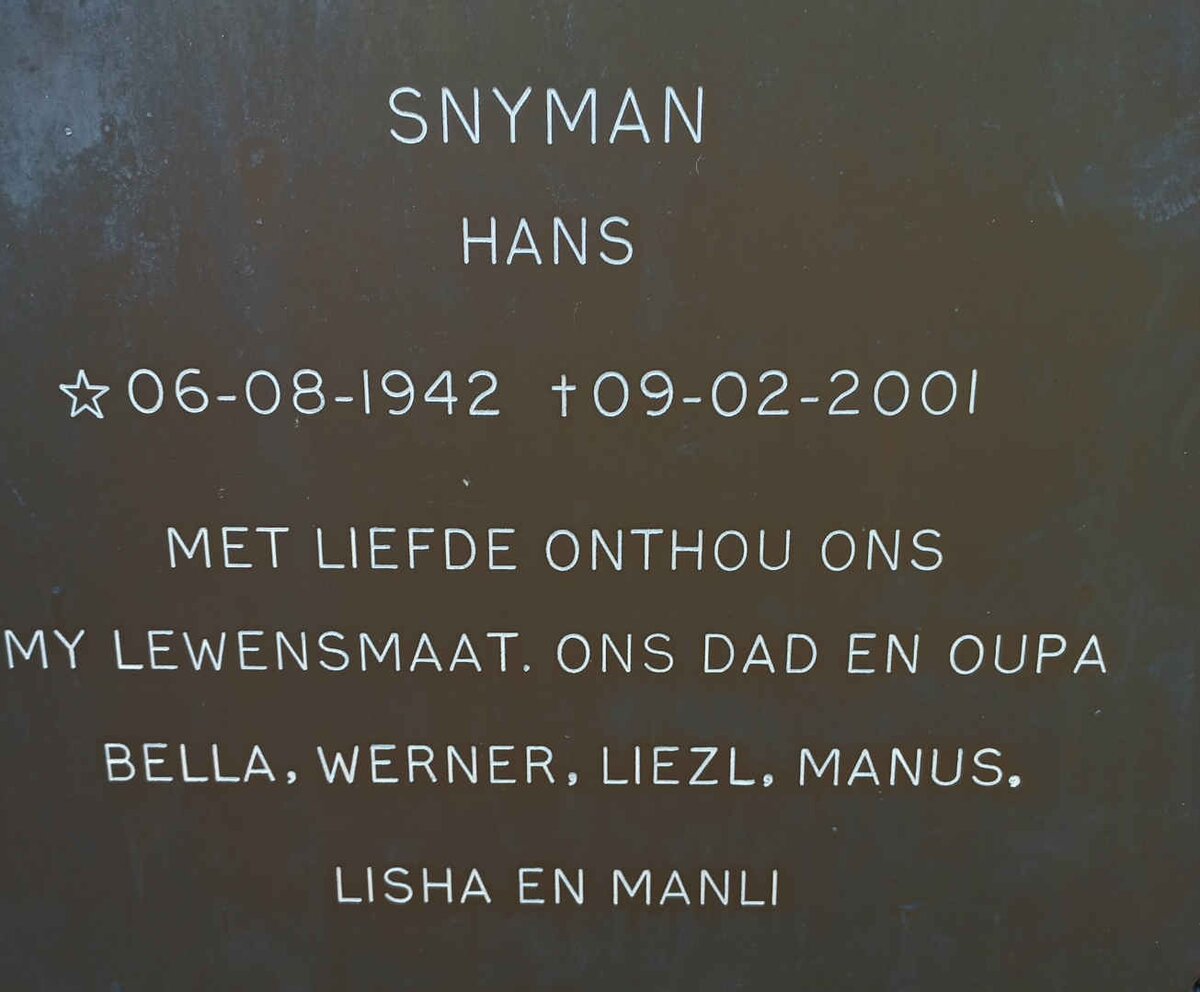 SNYMAN
HANS
☆06-08-1942 †09-02-2001
MET LIEFDE ONTHOU ONS
MY LEWENSMAAT. ONS DAD EN OUPA
BELLA, WERNER, LIEZL, MANUS,
LISHA EN MANLI